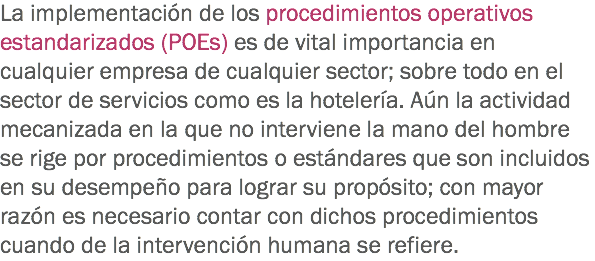 La implementación de los procedimientos operativos
estandarizados (POEs) es de vital importancia en
cualquier empresa de cualquier sector; sobre todo en el
sector de servicios como es la hotelería. Aún la actividad
mecanizada en la que no interviene la mano del hombre
se rige por procedimientos o estándares que son incluidos
en su desempeño para lograr su propósito; con mayor
razón es necesario contar con dichos procedimientos
cuando de la intervención humana se refiere.